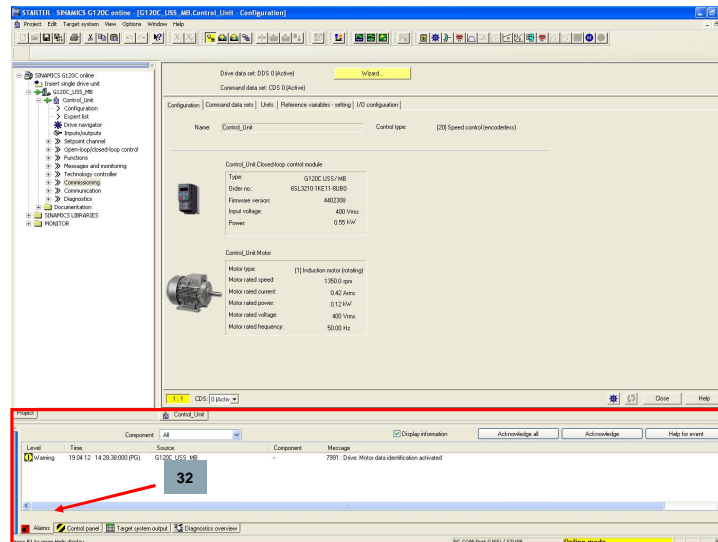 STARTER - SINAMICS G120C online - [G120C_USS_MB.Control_Unit - Configuration]
Project Edit Target system View Options Window Help
SINAMICS G120C online
Insert single drive unit
G120C_USS_MB
Control_Unit
Configuration
Expert list
Drive navigator
Inputs/outputs
Setpoint channel
Open-loop/closed-loop control
Functions
Messages and monitoring
Technology controller
Commissioning
Communication
Diagnostics
Documentation
SINAMICS LIBRARIES
MONITOR
Drive data set: DDS 0 (Active)
Wizard...
Command data set: CDS 0 (Active)
Configuration Command data sets Units Reference variables - setting I/O configuration
Name: Control_Unit Control type: [20] Speed control (encoderless)
Control_Unit.Closed-loop control module
Type: G120C USS/MB
Order no.: 6SL3210-1KE11-8UB0
Firmware version: 4402308
Input voltage: 400 Vrms
Power: 0.55 kW
Control_Unit.Motor
Motor type: [1] Induction motor (rotating)
Motor rated speed: 1350.0 rpm
Motor rated current: 0.42 Arms
Motor rated power: 0.12 kW
Motor rated voltage: 400 Vrms
Motor rated frequency: 50.00 Hz
1:1 CDS: 0 (Activ Close Help
Project Control_Unit
Component All Display information Acknowledge all Acknowledge Help for event
Level Time Source Component Message
Warning 19.04.12 14:28:38:000 (PG) G120C_USS_MB - 7991 : Drive: Motor data identification activated
32
Alarms Control panel Target system output Diagnostics overview
Press F1 to open Help display.
Online mode